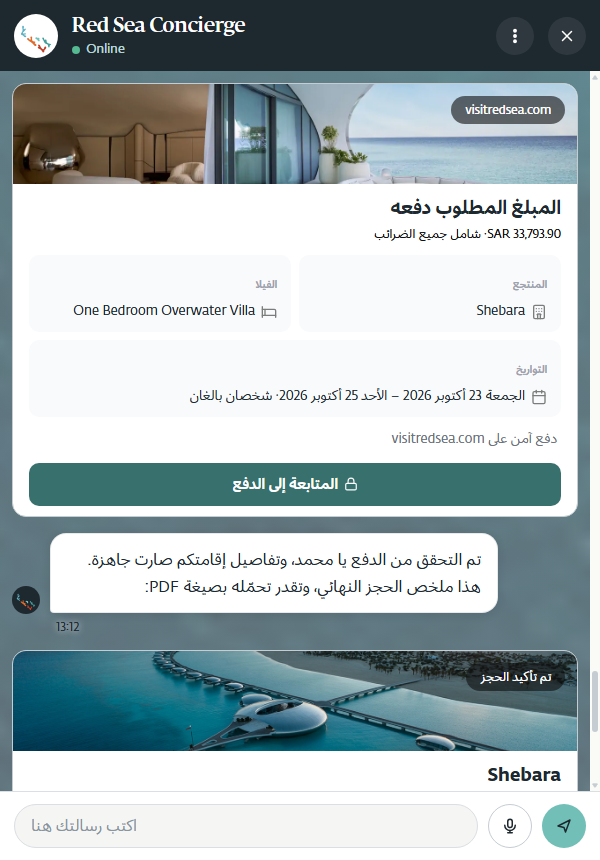 Red Sea Concierge
Online
visitredsea.com
المبلغ المطلوب دفعه
SAR 33,793.90· شامل جميع الضرائب
المنتجع
Shebara
الفيلا
One Bedroom Overwater Villa
التواريخ
الجمعة 23 أكتوبر 2026 – الأحد 25 أكتوبر 2026· شخصان بالغان
دفع آمن على visitredsea.com
المتابعة إلى الدفع
تم التحقق من الدفع يا محمد، وتفاصيل إقامتكم صارت جاهزة.
هذا ملخص الحجز النهائي، وتقدر تحمّله بصيغة PDF:
13:12
تم تأكيد الحجز
Shebara
اكتب رسالتك هنا